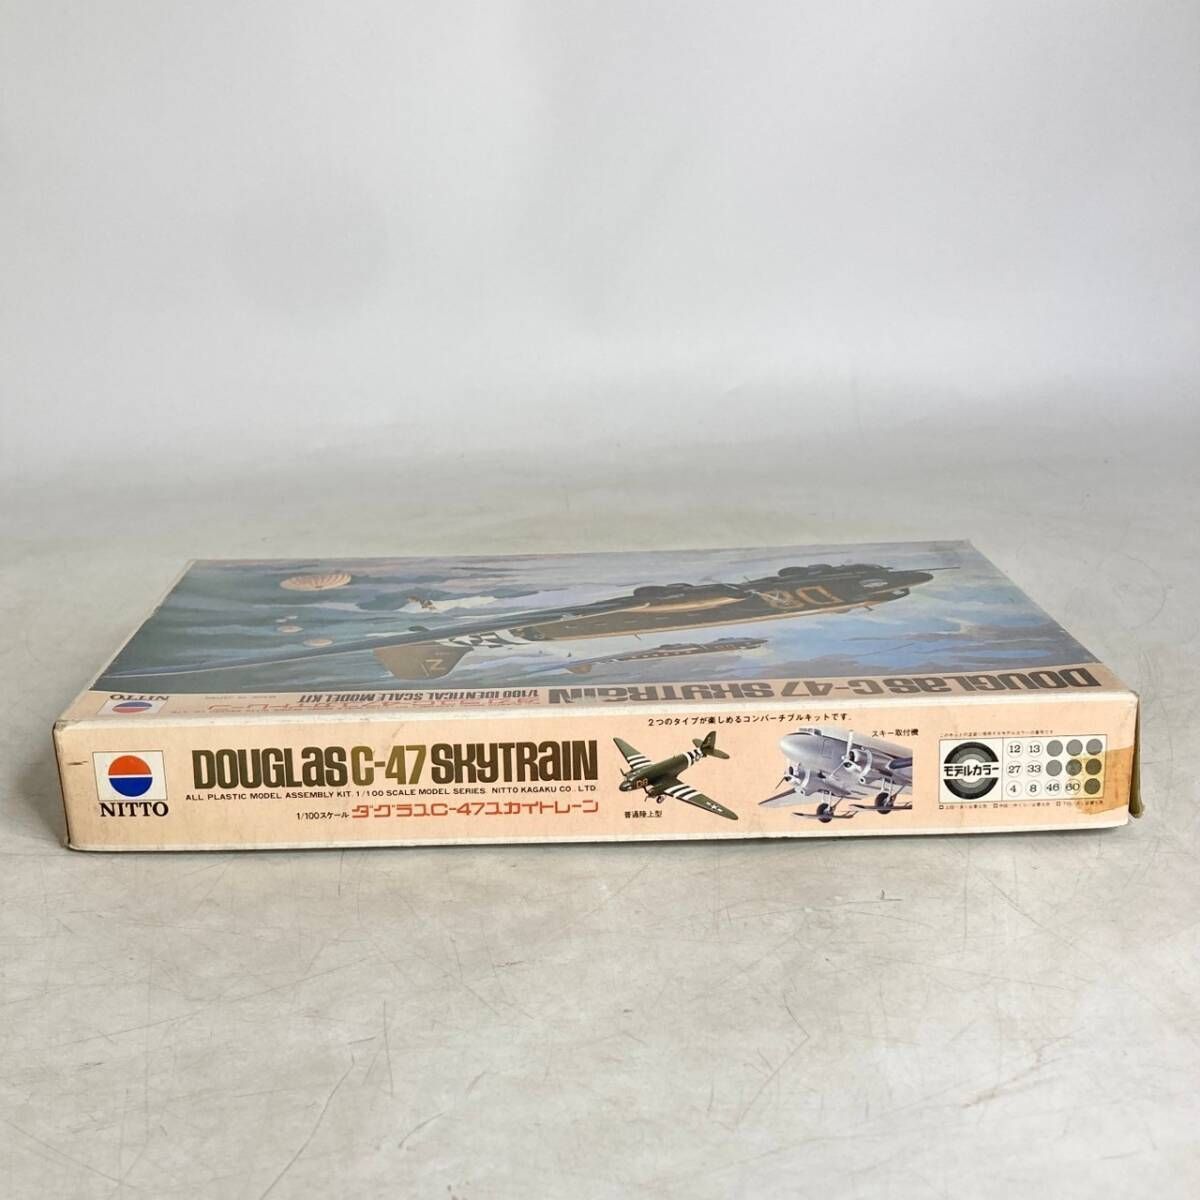 DOUGLAS C-47 SKYTRAIN
1/100 IDENTICAL SCALE MODEL KIT
NITTO
D8
Z
NITTO
DOUGLAS C-47 SKYTRAIN
ALL PLASTIC MODEL ASSEMBLY KIT. 1/100 SCALE MODEL SERIES. NITTO KAGAKU CO., LTD.
1/100スケール ダグラスC-47スカイトレーン
2つのタイプが楽しめるコンバーチブルキットです.
普通陸上型
スキー取付機
モデルカラー
12 13
27 33
4 8 46 60